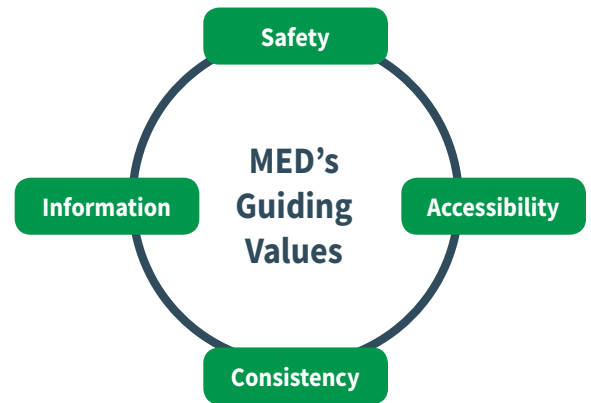 Safety
MED’s
Guiding
Values
Information
Accessibility
Consistency